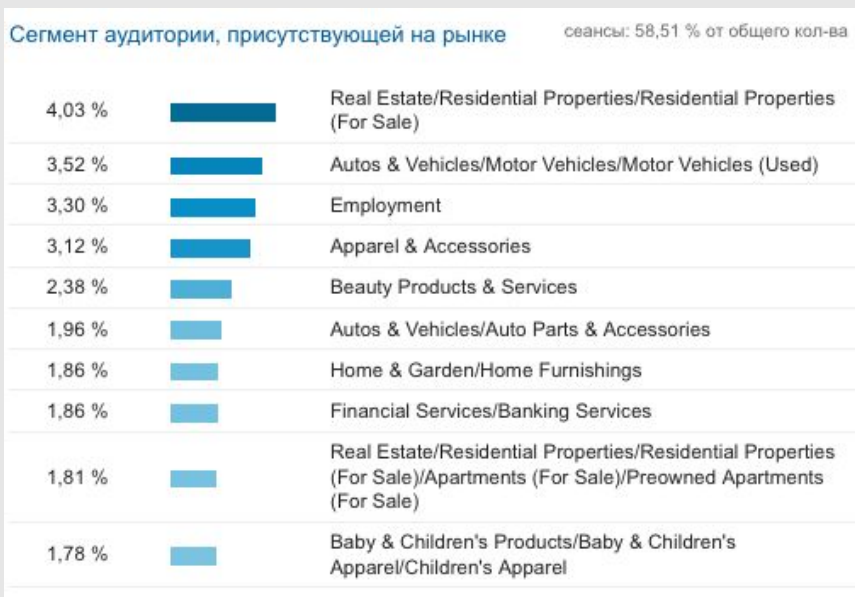 Сегмент аудитории, присутствующей на рынке
сеансы: 58,51 % от общего кол-ва
4,03 %
Real Estate/Residential Properties/Residential Properties
(For Sale)
3,52 %
Autos & Vehicles/Motor Vehicles/Motor Vehicles (Used)
3,30 %
Employment
3,12 %
Apparel & Accessories
2,38 %
Beauty Products & Services
1,96 %
Autos & Vehicles/Auto Parts & Accessories
1,86 %
Home & Garden/Home Furnishings
1,86 %
Financial Services/Banking Services
1,81 %
Real Estate/Residential Properties/Residential Properties
(For Sale)/Apartments (For Sale)/Preowned Apartments
(For Sale)
1,78 %
Baby & Children's Products/Baby & Children's
Apparel/Children's Apparel